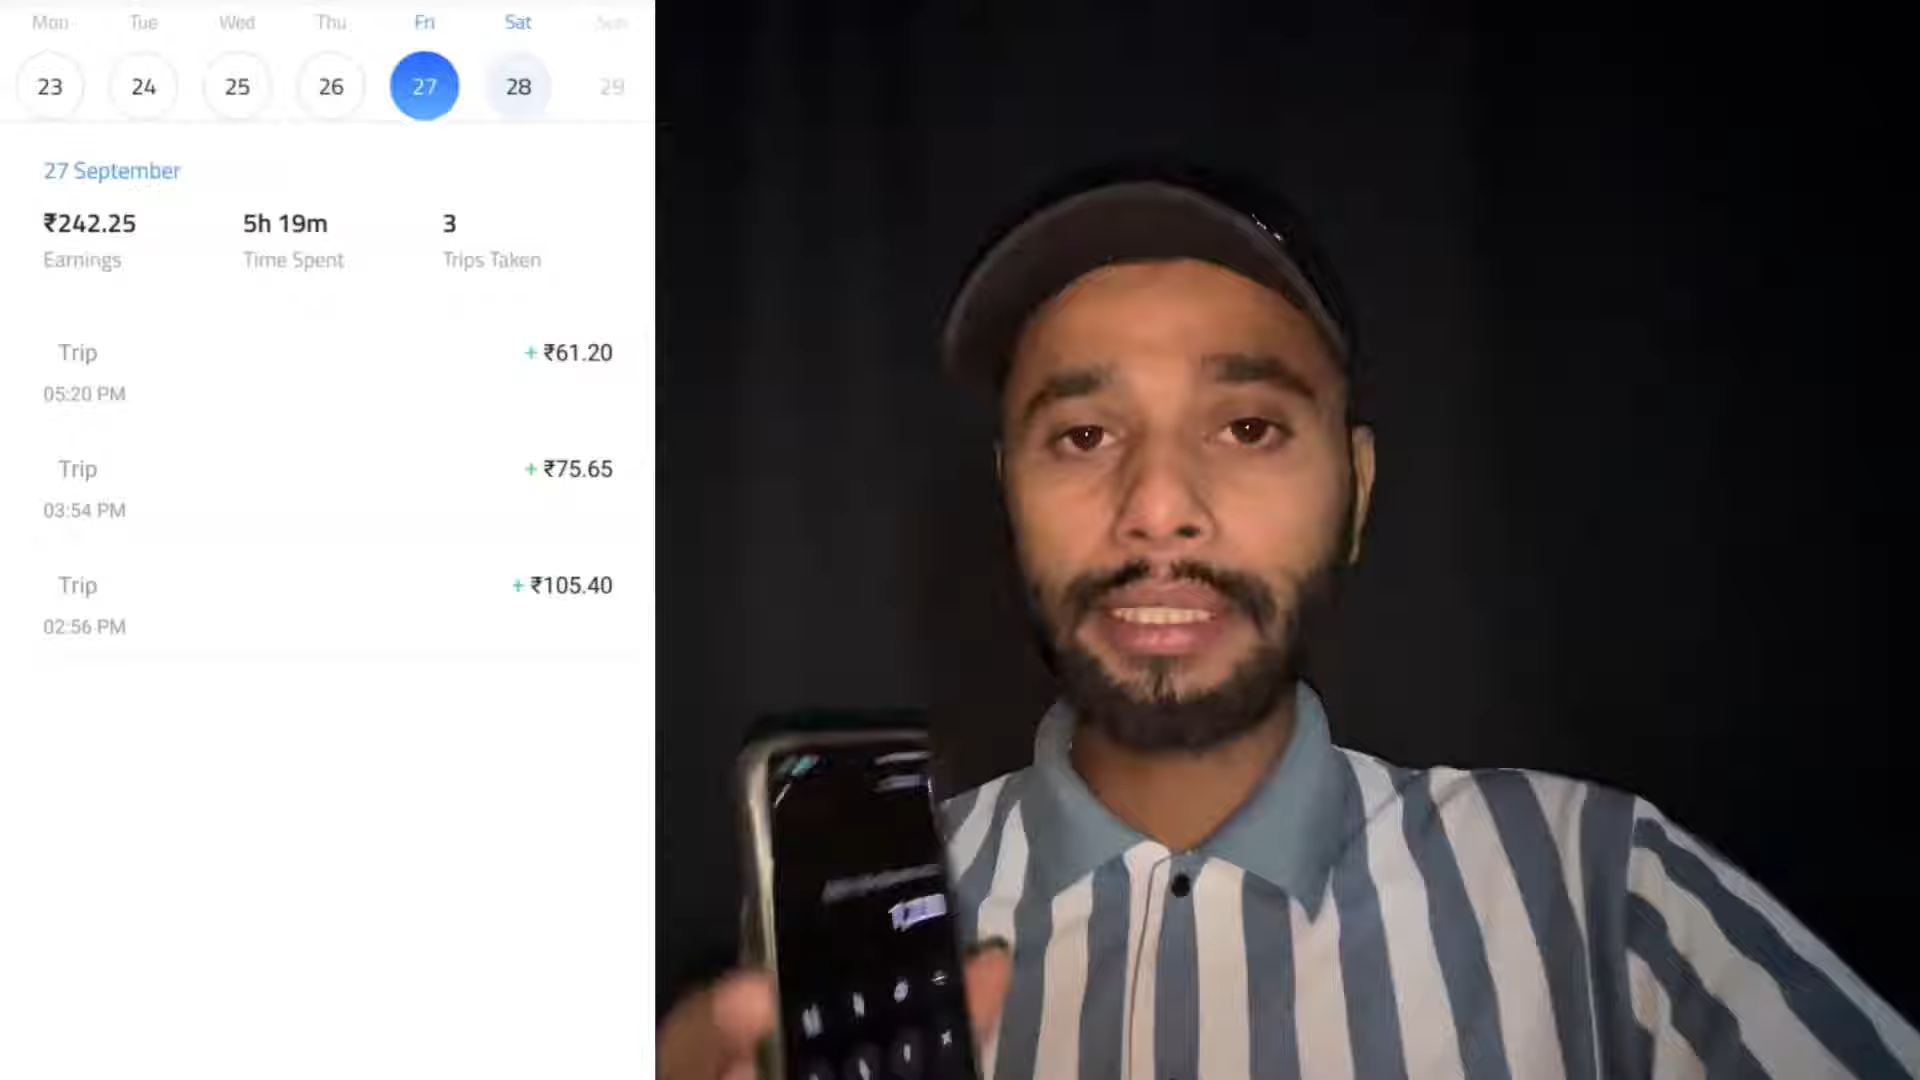 Mon Tue Wed Thu Fri Sat Sun
23 24 25 26 27 28 29
27 September
₹242.25 5h 19m 3
Earnings Time Spent Trips Taken
Trip + ₹61.20
05:20 PM
Trip + ₹75.65
03:54 PM
Trip + ₹105.40
02:56 PM